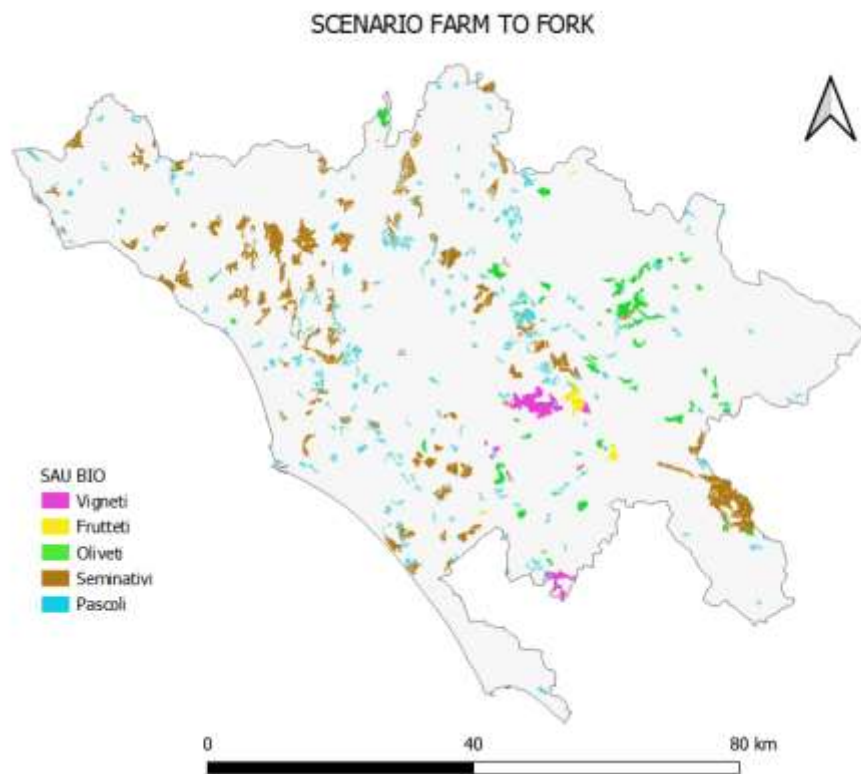 SCENARIO FARM TO FORK
SAU BIO
Vigneti
Frutteti
Oliveti
Seminativi
Pascoli
0 40 80 km